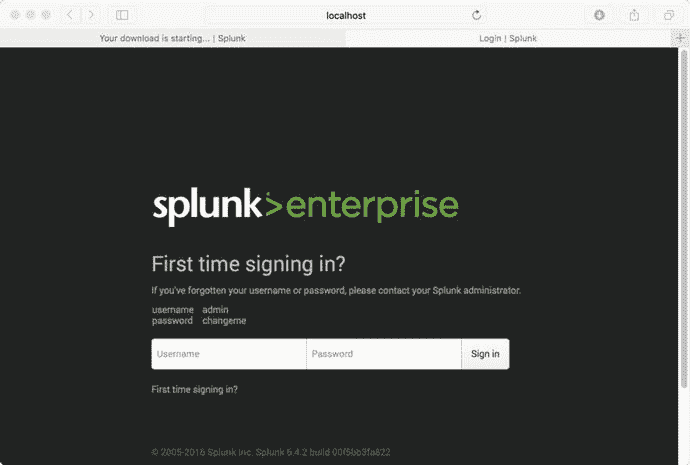 localhost
Your download is starting... | Splunk
Login | Splunk
splunk>enterprise
First time signing in?
If you've forgotten your username or password, please contact your Splunk administrator.
username admin
password changeme
Username
Password
Sign in
First time signing in?
© 2005-2016 Splunk Inc. Splunk 6.4.2 build 00f5bb3fa822